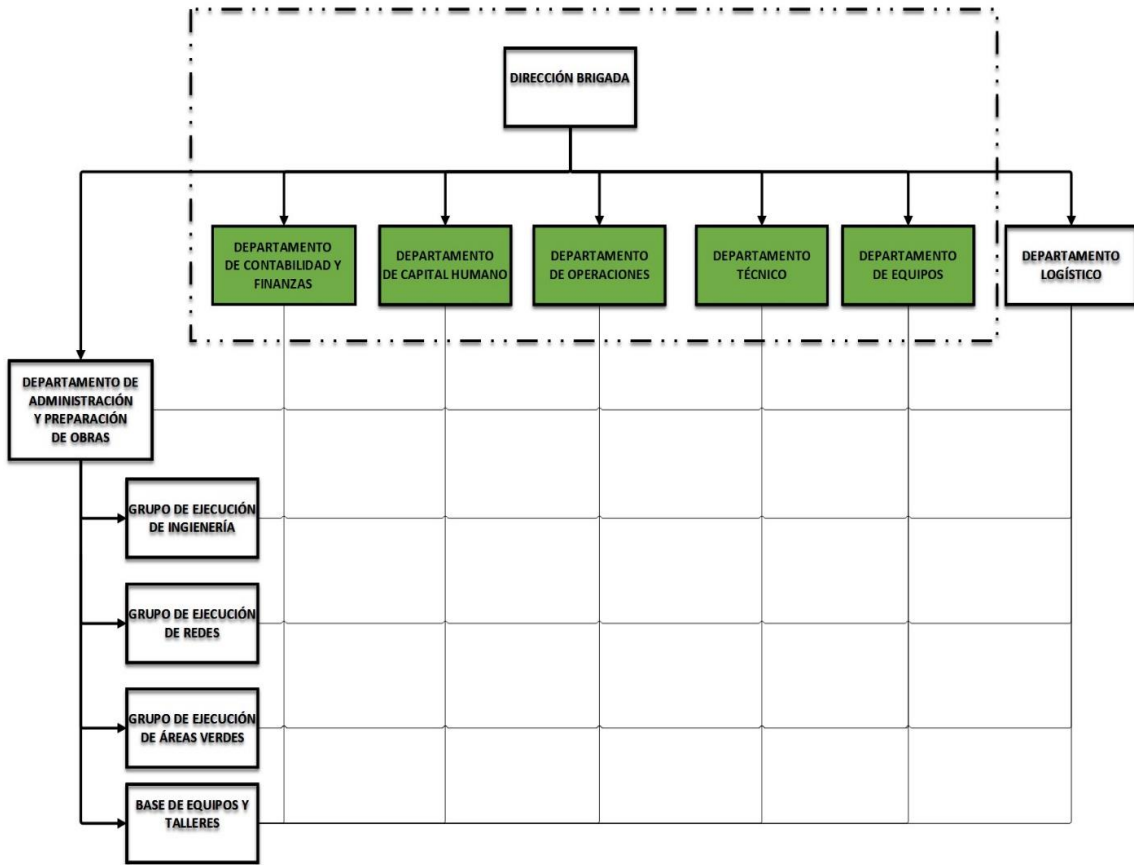 DIRECCIÓN BRIGADA
DEPARTAMENTO
DE CONTABILIDAD Y
FINANZAS
DEPARTAMENTO
DE CAPITAL HUMANO
DEPARTAMENTO
DE OPERACIONES
DEPARTAMENTO
TÉCNICO
DEPARTAMENTO
DE EQUIPOS
DEPARTAMENTO
LOGÍSTICO
DEPARTAMENTO DE
ADMINISTRACIÓN
Y PREPARACIÓN
DE OBRAS
GRUPO DE EJECUCIÓN
DE INGIENERÍA
GRUPO DE EJECUCIÓN
DE REDES
GRUPO DE EJECUCIÓN
DE ÁREAS VERDES
BASE DE EQUIPOS Y
TALLERES